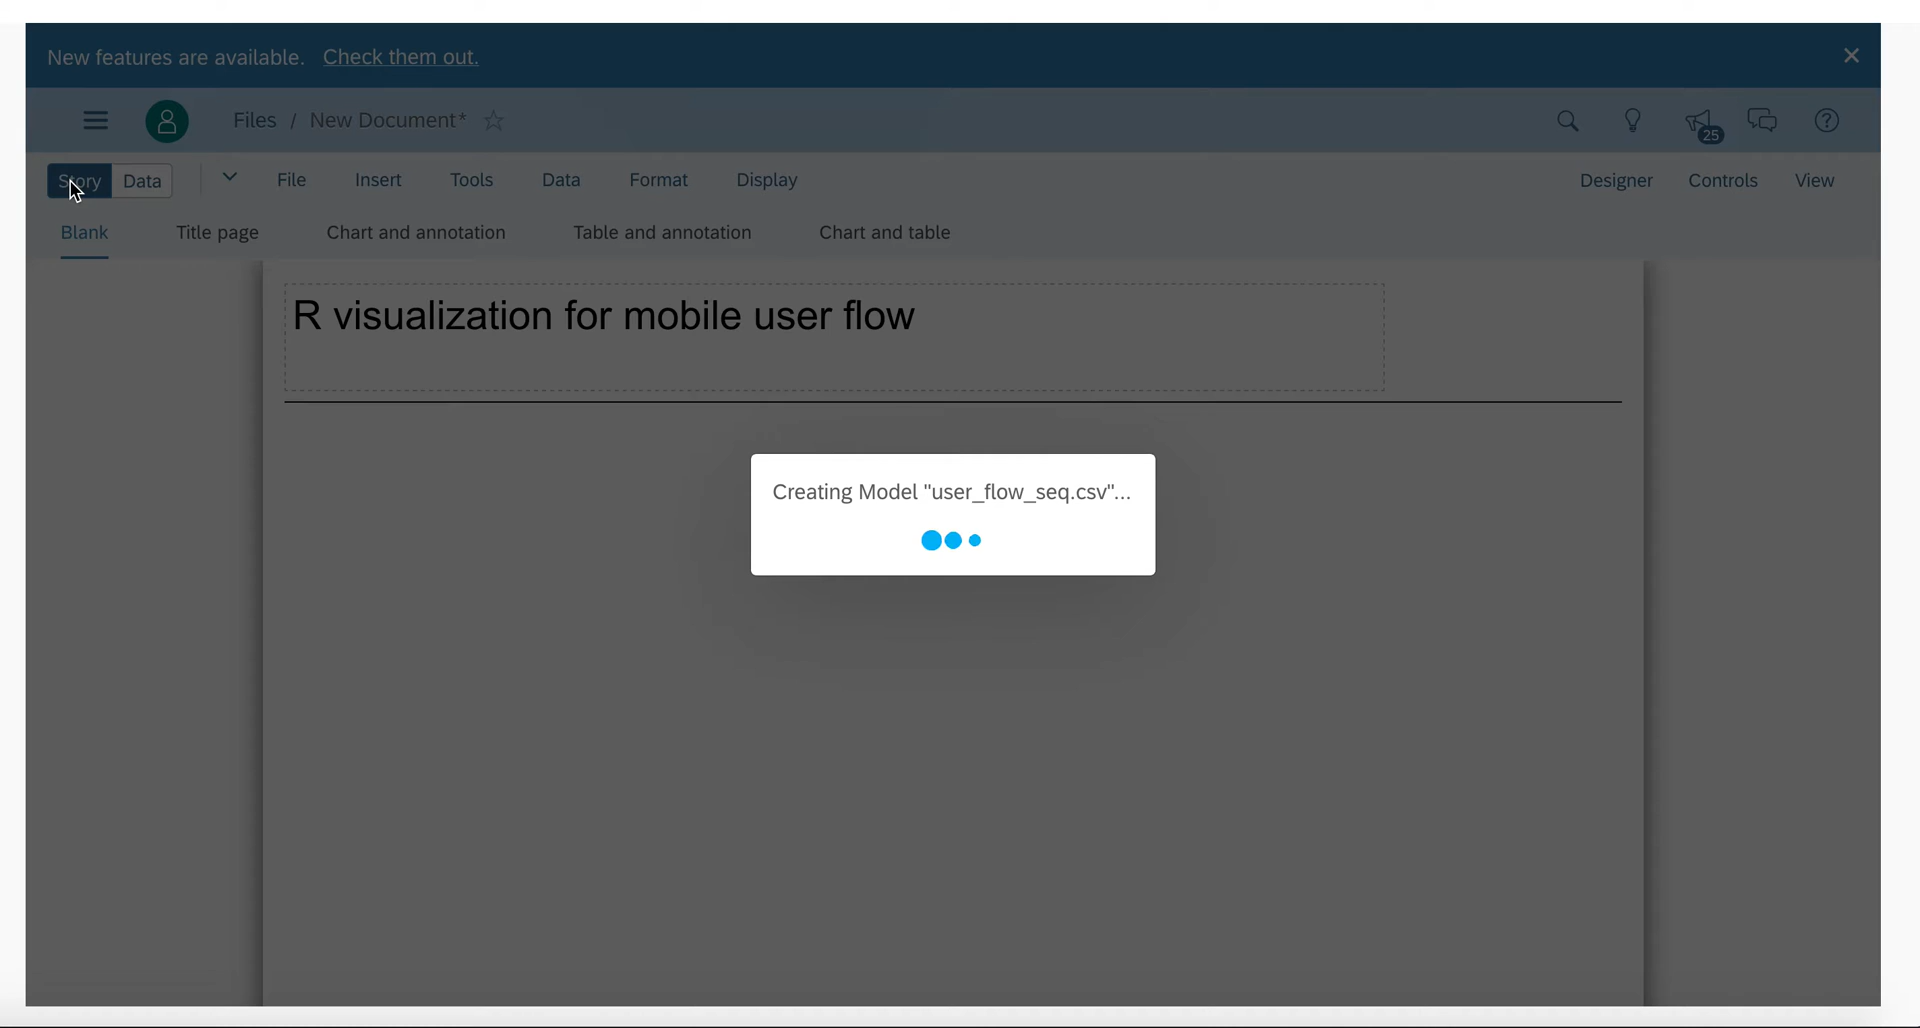 New features are available. Check them out.
Files / New Document*
25
Story Data File Insert Tools Data Format Display Designer Controls View
Blank Title page Chart and annotation Table and annotation Chart and table
R visualization for mobile user flow
Creating Model "user_flow_seq.csv"...